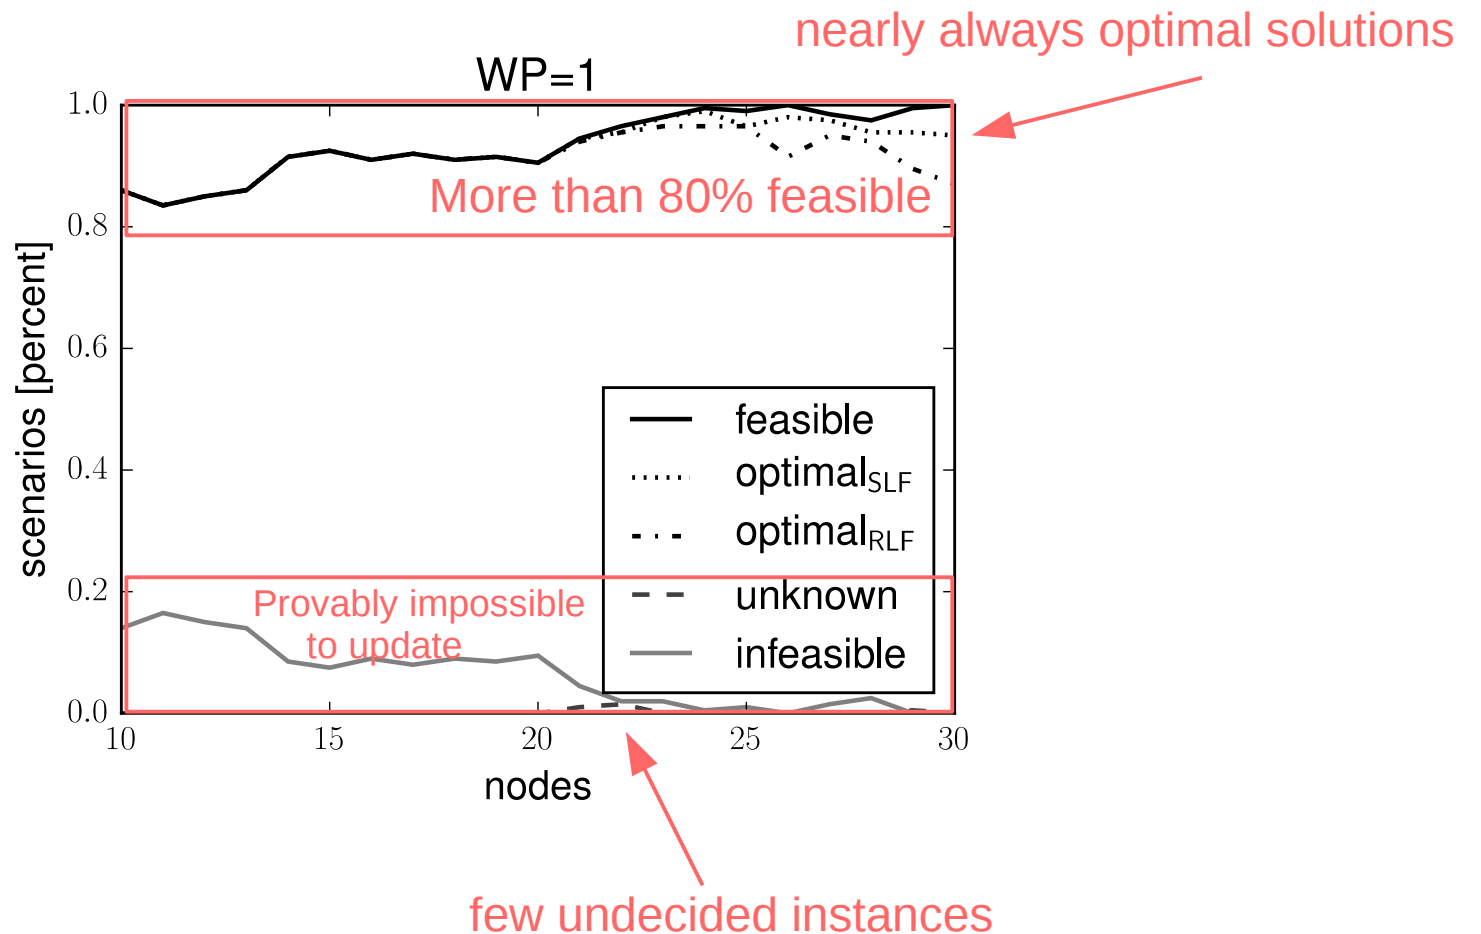 nearly always optimal solutions
WP=1
1.0
0.8
0.6
0.4
0.2
0.0
scenarios [percent]
More than 80% feasible
feasible
optimal_SLF
optimal_RLF
unknown
infeasible
Provably impossible
to update
10
15
20
25
30
nodes
few undecided instances